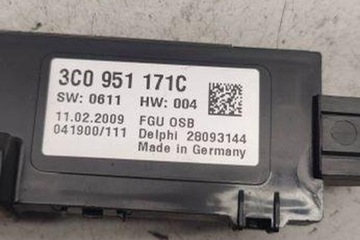 3C0 951 171C
SW: 0611 HW: 004
11.02.2009 FGU OSB
041900/111 Delphi 28093144
Made in Germany